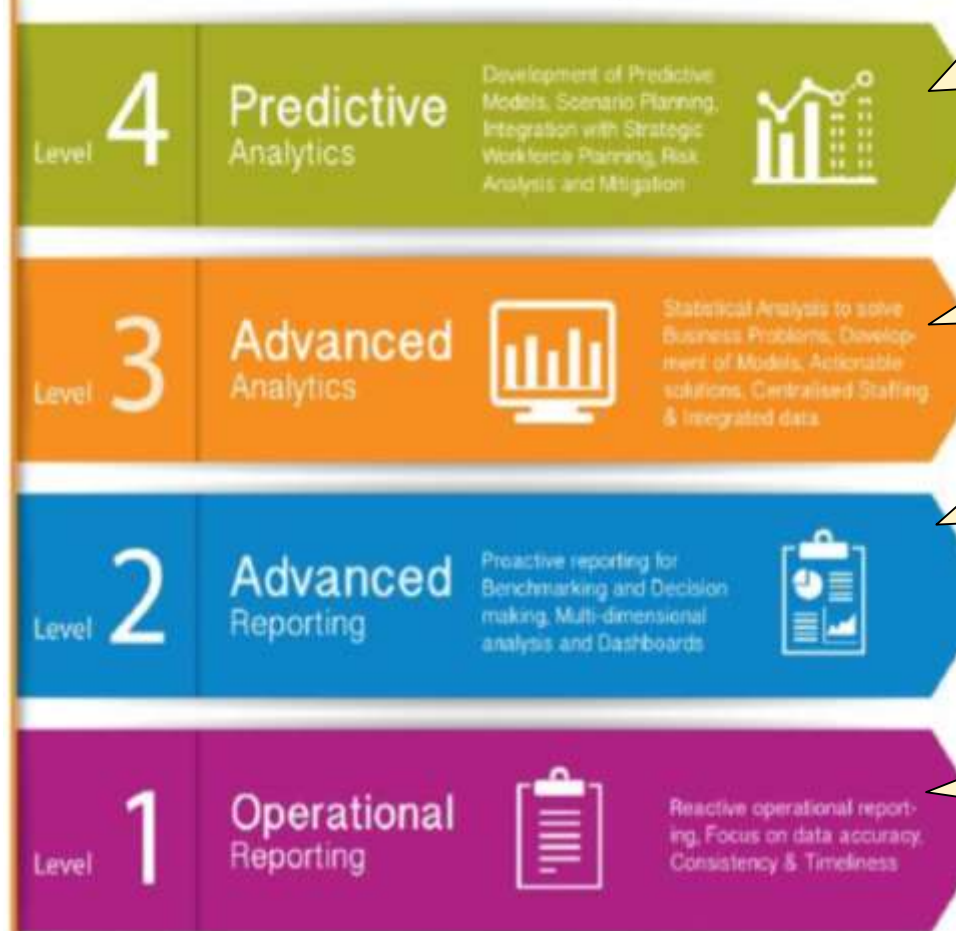 Level 4
Predictive
Analytics
Development of Predictive
Models, Scenario Planning,
Integration with Strategic
Workforce Planning, Risk
Analysis and Mitigation
Level 3
Advanced
Analytics
Statistical Analysis to solve
Business Problems, Develop-
ment of Models, Actionable
solutions, Centralised Staffing
& Integrated data
Level 2
Advanced
Reporting
Proactive reporting for
Benchmarking and Decision
making, Multi-dimensional
analysis and Dashboards
Level 1
Operational
Reporting
Reactive operational report-
ing, Focus on data accuracy,
Consistency & Timeliness